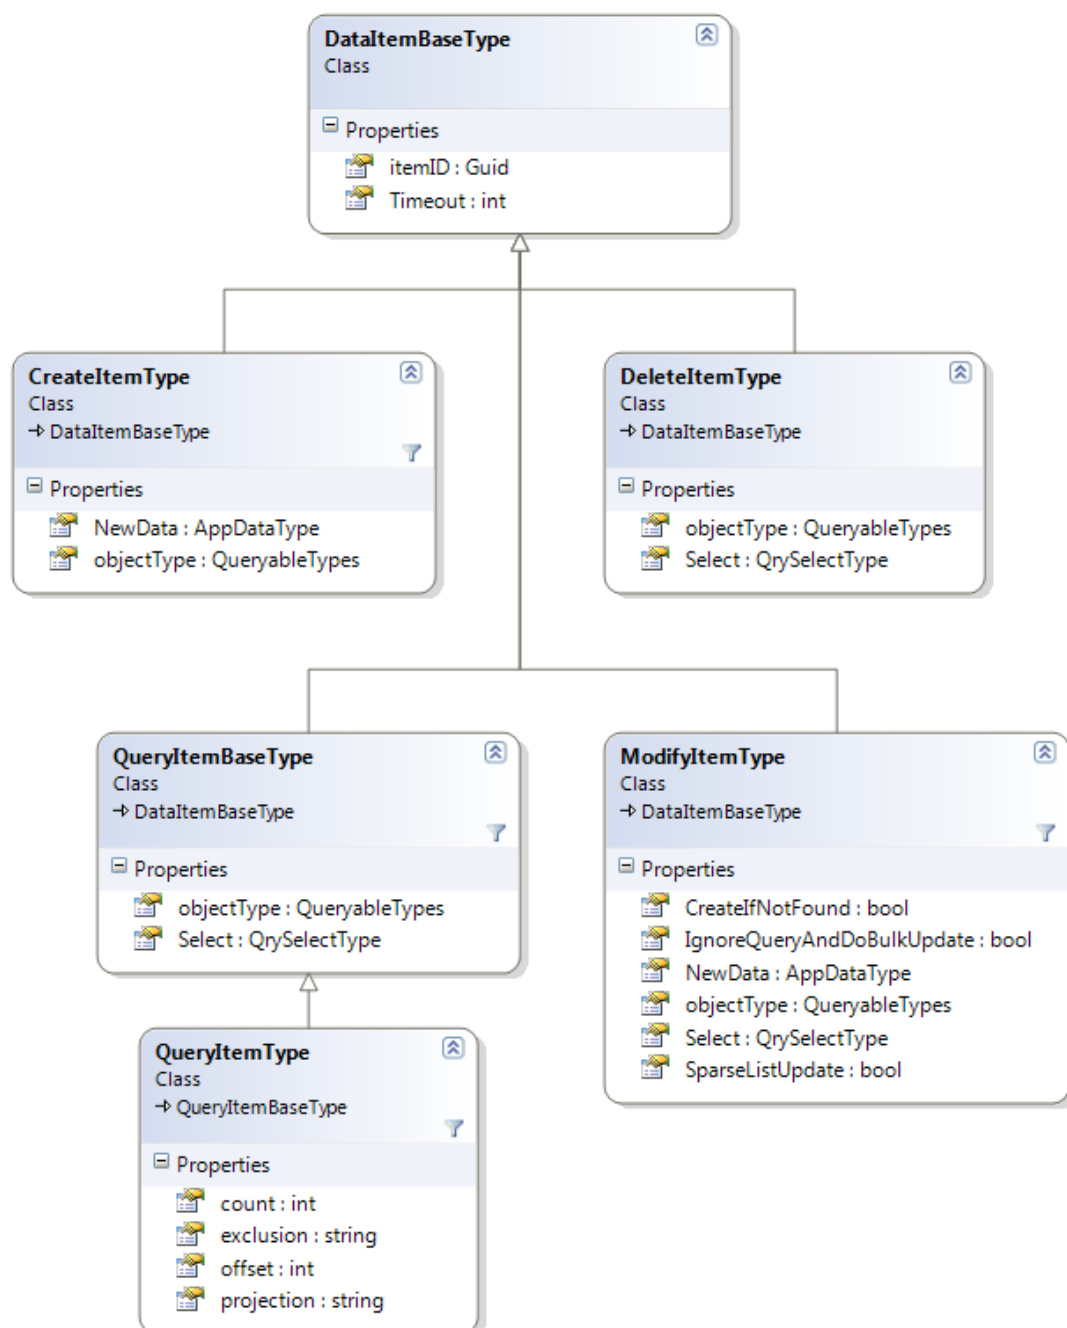 DataItemBaseType
Class
Properties
itemID : Guid
Timeout : int
CreateItemType
Class
DataItemBaseType
Properties
NewData : AppDataType
objectType : QueryableTypes
DeleteItemType
Class
DataItemBaseType
Properties
objectType : QueryableTypes
Select : QrySelectType
QueryItemBaseType
Class
DataItemBaseType
Properties
objectType : QueryableTypes
Select : QrySelectType
ModifyItemType
Class
DataItemBaseType
Properties
CreateIfNotFound : bool
IgnoreQueryAndDoBulkUpdate : bool
NewData : AppDataType
objectType : QueryableTypes
Select : QrySelectType
SparseListUpdate : bool
QueryItemType
Class
QueryItemBaseType
Properties
count : int
exclusion : string
offset : int
projection : string